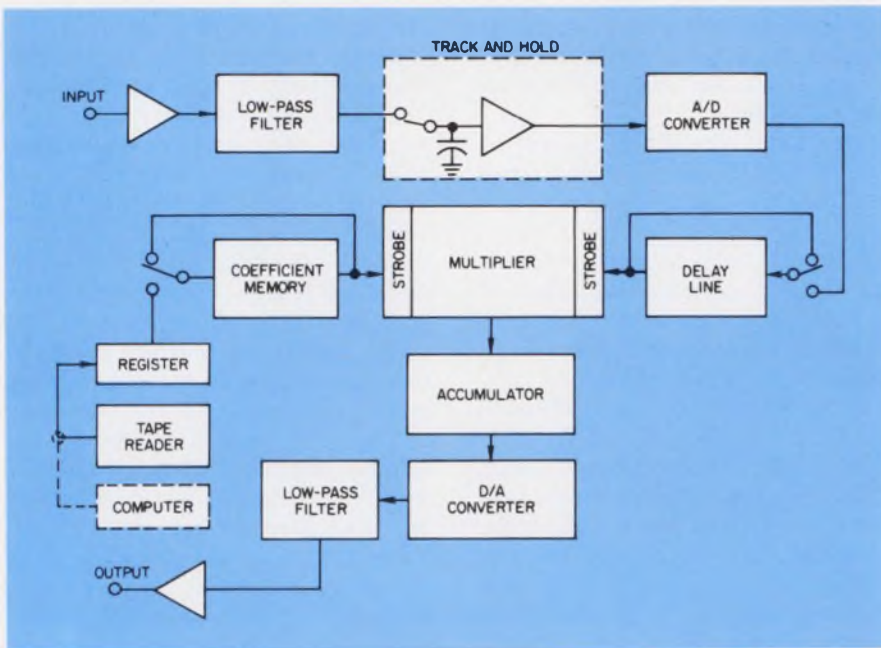 TRACK AND HOLD
INPUT
LOW-PASS
FILTER
A/D
CONVERTER
COEFFICIENT
MEMORY
STROBE
MULTIPLIER
STROBE
DELAY
LINE
REGISTER
ACCUMULATOR
TAPE
READER
COMPUTER
LOW-PASS
FILTER
D/A
CONVERTER
OUTPUT